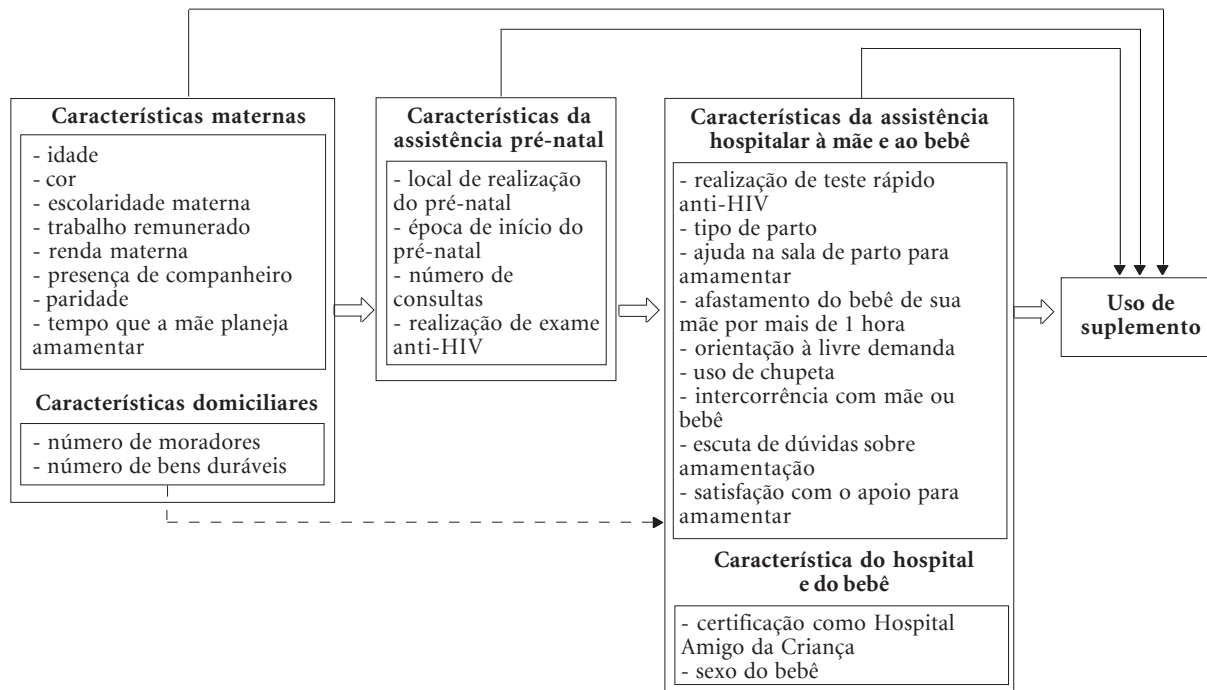 Características maternas
- idade
- cor
- escolaridade materna
- trabalho remunerado
- renda materna
- presença de companheiro
- paridade
- tempo que a mãe planeja
amamentar
Características domiciliares
- número de moradores
- número de bens duráveis
Características da
assistência pré-natal
- local de realização
do pré-natal
- época de início do
pré-natal
- número de
consultas
- realização de exame
anti-HIV
Características da assistência
hospitalar à mãe e ao bebê
- realização de teste rápido
anti-HIV
- tipo de parto
- ajuda na sala de parto para
amamentar
- afastamento do bebê de sua
mãe por mais de 1 hora
- orientação à livre demanda
- uso de chupeta
- intercorrência com mãe ou
bebê
- escuta de dúvidas sobre
amamentação
- satisfação com o apoio para
amamentar
Característica do hospital
e do bebê
- certificação como Hospital
Amigo da Criança
- sexo do bebê
Uso de
suplemento